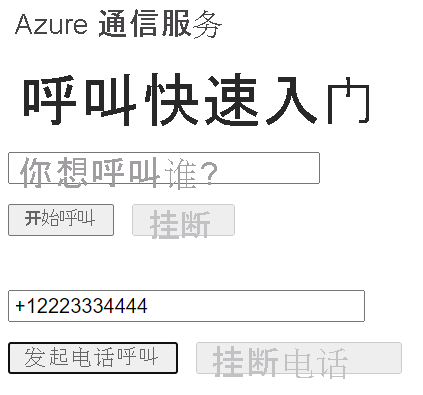 Azure 通信服务
呼叫快速入门
你想呼叫谁?
开始呼叫 挂断
+12223334444
发起电话呼叫 挂断电话